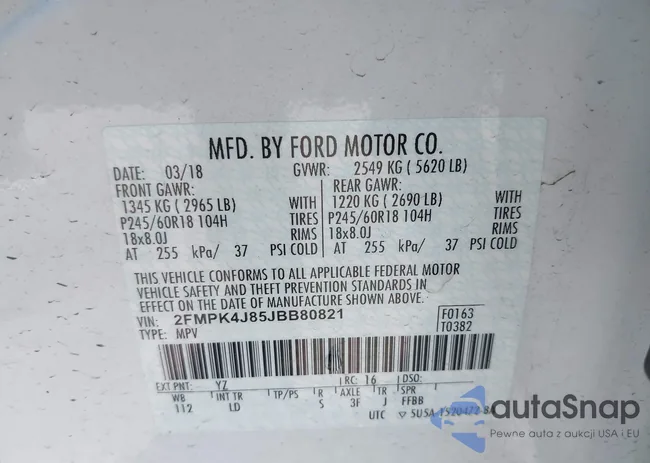 MFD. BY FORD MOTOR CO.
DATE: 03/18 GVWR: 2549 KG ( 5620 LB)
FRONT GAWR: REAR GAWR:
1345 KG ( 2965 LB) WITH 1220 KG ( 2690 LB) WITH
P245/60R18 104H TIRES P245/60R18 104H TIRES
18x8.0J RIMS 18x8.0J RIMS
AT 255 kPa/ 37 PSI COLD AT 255 kPa/ 37 PSI COLD
THIS VEHICLE CONFORMS TO ALL APPLICABLE FEDERAL MOTOR
VEHICLE SAFETY AND THEFT PREVENTION STANDARDS IN
EFFECT ON THE DATE OF MANUFACTURE SHOWN ABOVE.
VIN: 2FMPK4J85JBB80821 F0163
TYPE: MPV T0382
EXT PNT: YZ RC: 16 DSO:
WB INT TR TP/PS R AXLE TR SPR
112 LD S 3F J FFBB
UTC
autaSnap
Pewne auta z aukcji USA i EU